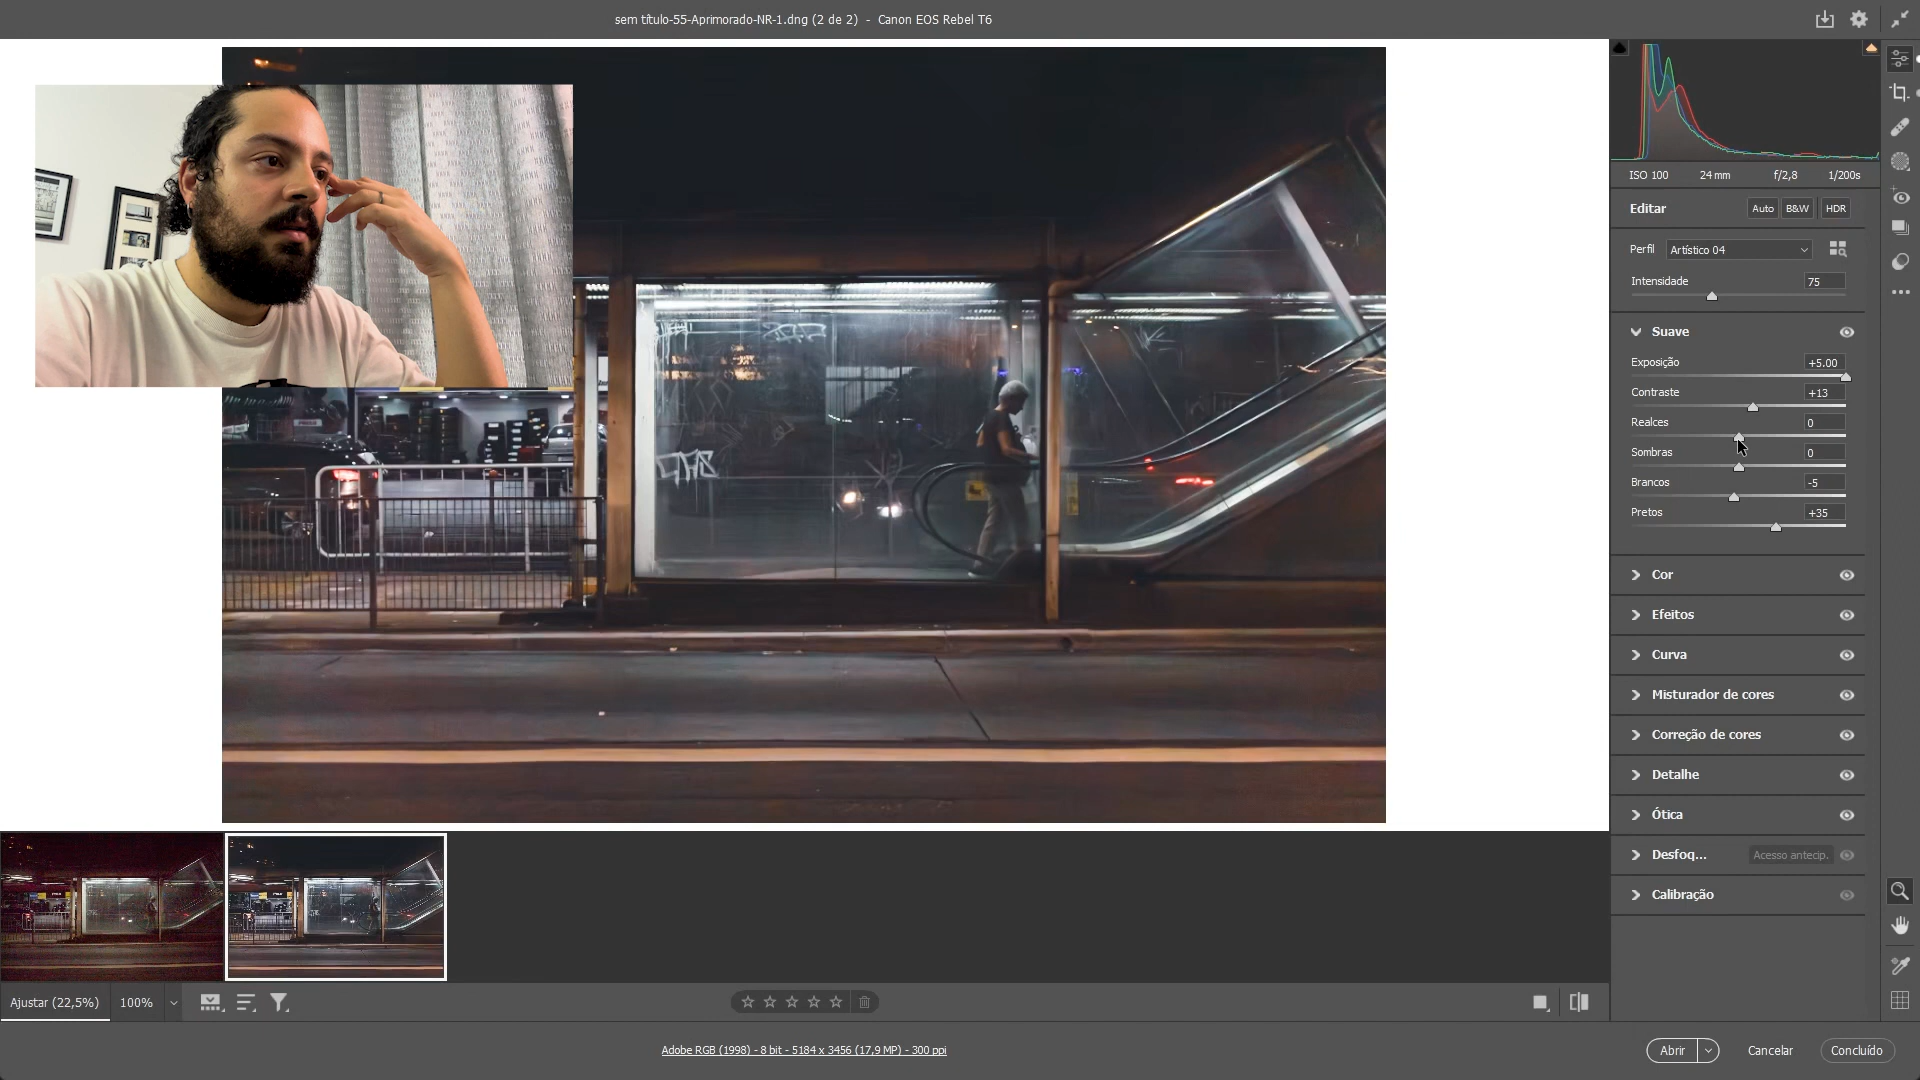 sem título-55-Aprimorado-NR-1.dng (2 de 2) - Canon EOS Rebel T6
ISO 100 24 mm f/2,8 1/200s
Editar Auto B&W HDR
Perfil Artístico 04
Intensidade 75
Suave
Exposição +5.00
Contraste +13
Realces 0
Sombras 0
Brancos -5
Pretos +35
Cor
Efeitos
Curva
Misturador de cores
Correção de cores
Detalhe
Ótica
Desfoq... Acesso antecip.
Calibração
Ajustar (22,5%) 100%
Adobe RGB (1998) - 8 bit - 5184 x 3456 (17,9 MP) - 300 ppi
Abrir Cancelar Concluído